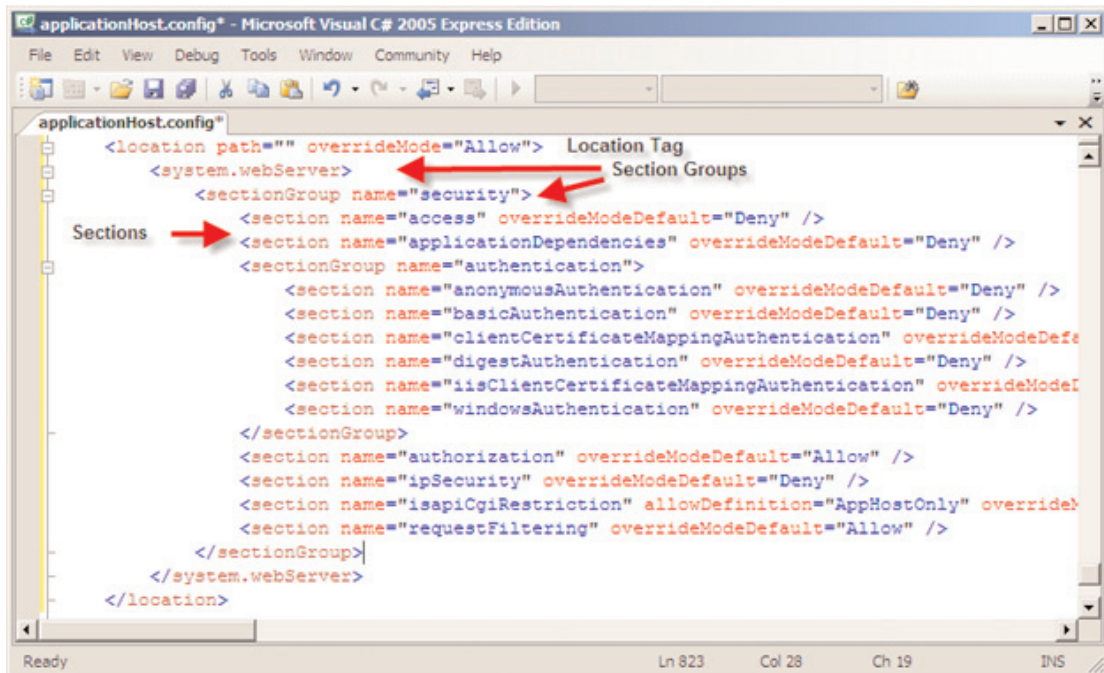 applicationHost.config* - Microsoft Visual C# 2005 Express Edition
File Edit View Debug Tools Window Community Help
applicationHost.config*
<location path="" overrideMode="Allow"> Location Tag
<system.webServer> Section Groups
<sectionGroup name="security">
<section name="access" overrideModeDefault="Deny" />
Sections
<section name="applicationDependencies" overrideModeDefault="Deny" />
<sectionGroup name="authentication">
<section name="anonymousAuthentication" overrideModeDefault="Deny" />
<section name="basicAuthentication" overrideModeDefault="Deny" />
<section name="clientCertificateMappingAuthentication" overrideModeDefa
<section name="digestAuthentication" overrideModeDefault="Deny" />
<section name="iisClientCertificateMappingAuthentication" overrideModeD
<section name="windowsAuthentication" overrideModeDefault="Deny" />
</sectionGroup>
<section name="authorization" overrideModeDefault="Allow" />
<section name="ipSecurity" overrideModeDefault="Deny" />
<section name="isapiCgiRestriction" allowDefinition="AppHostOnly" overrideM
<section name="requestFiltering" overrideModeDefault="Allow" />
</sectionGroup>
</system.webServer>
</location>
Ready Ln 823 Col 28 Ch 19 INS